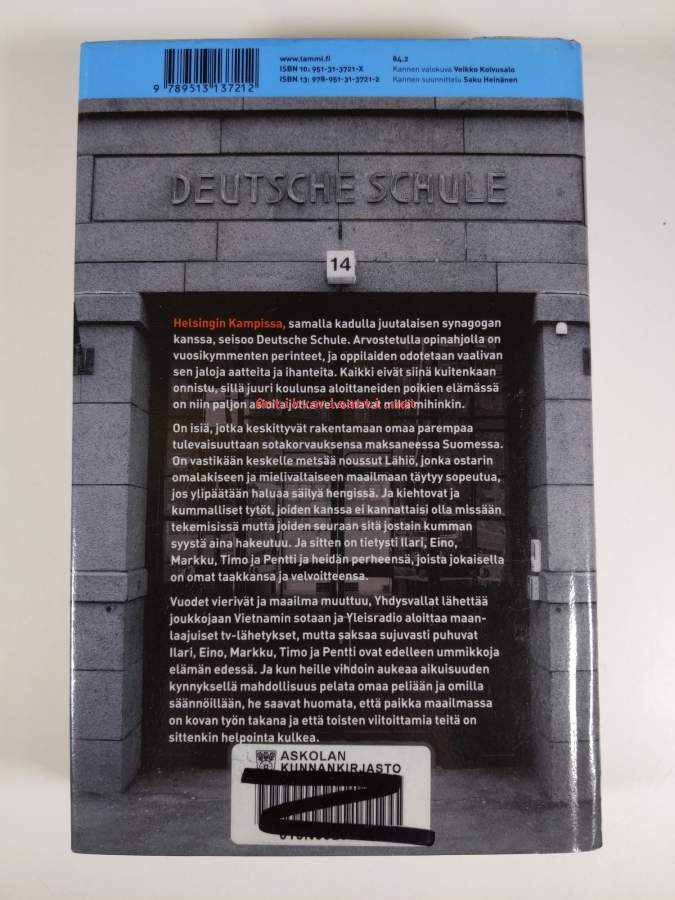 www.tammi.fi
ISBN 10: 951-31-3721-X
ISBN 13: 978-951-31-3721-2
84.2
Kannen valokuva Veikko Koivusalo
Kannen suunnittelu Saku Heinänen
9 789513 137212
DEUTSCHE SCHULE
14
Helsingin Kampissa, samalla kadulla juutalaisen synagogan
kanssa, seisoo Deutsche Schule. Arvostetulla opinahjolla on
vuosikymmenten perinteet, ja oppilaiden odotetaan vaalivan
sen jaloja aatteita ja ihanteita. Kaikki eivät siinä kuitenkaan
onnistu, sillä juuri koulunsa aloittaneiden poikien elämässä
on niin paljon asioita jotka velvoittavat mikä mihinkin.
On isiä, jotka keskittyvät rakentamaan omaa parempaa
tulevaisuuttaan sotakorvauksensa maksaneessa Suomessa.
On vastikään keskelle metsää noussut Lähiö, jonka ostarin
omalakiseen ja mielivaltaiseen maailmaan täytyy sopeutua,
jos ylipäätään haluaa säilyä hengissä. Ja kiehtovat ja
kummalliset tytöt, joiden kanssa ei kannattaisi olla missään
tekemisissä mutta joiden seuraan sitä jostain kumman
syystä aina hakeutuu. Ja sitten on tietysti Ilari, Eino,
Markku, Timo ja Pentti ja heidän perheensä, joista jokaisella
on omat taakkansa ja velvoitteensa.
Vuodet vierivät ja maailma muuttuu, Yhdysvallat lähettää
joukkojaan Vietnamin sotaan ja Yleisradio aloittaa maan-
laajuiset tv-lähetykset, mutta saksaa sujuvasti puhuvat
Ilari, Eino, Markku, Timo ja Pentti ovat edelleen ummikkoja
elämän edessä. Ja kun heille vihdoin aukeaa aikuisuuden
kynnyksellä mahdollisuus pelata omaa peliään ja omilla
säännöillään, he saavat huomata, että paikka maailmassa
on kovan työn takana ja että toisten viitoittamia teitä on
sittenkin helpointa kulkea.
ASKOLAN
KUNNANKIRJASTO